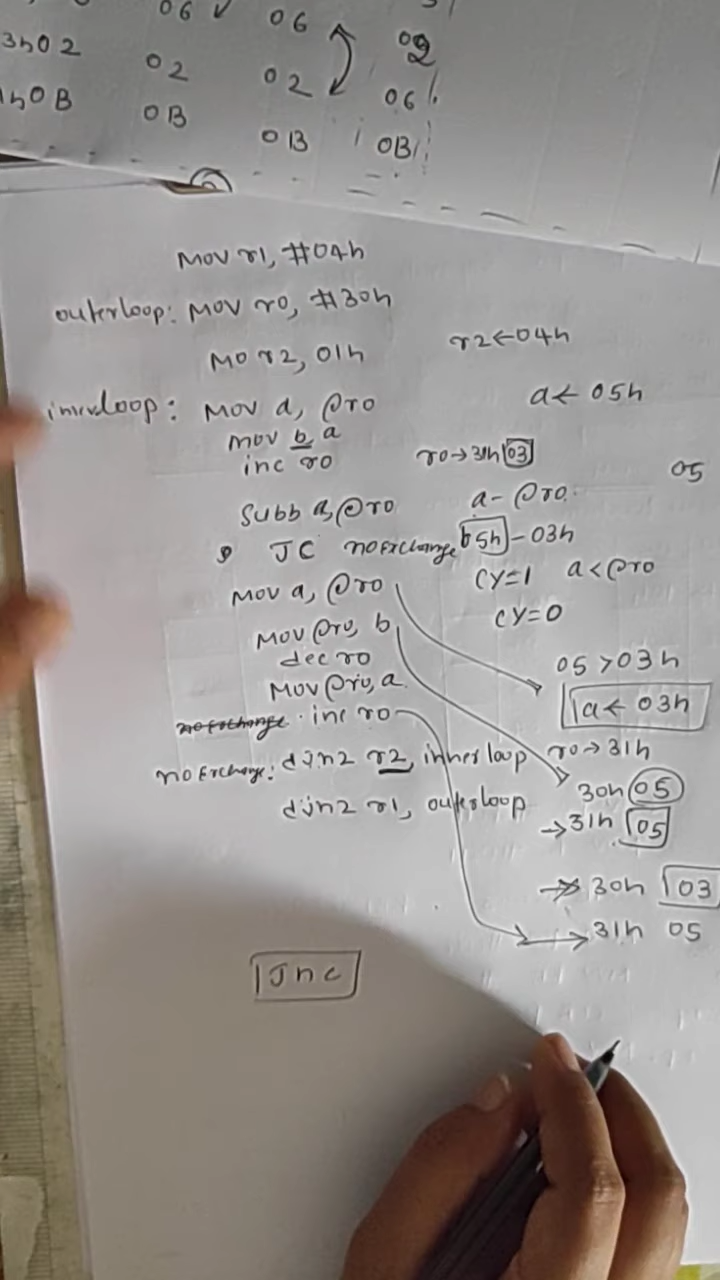 06 ✓ 06
3h02 02 02 02
1h0B 0B 06
0B 0B
Mov r1, #04h
outerloop: Mov r0, #30h
Mo r2, 01h r2←04h
innerloop: Mov a, @r0 a← 05h
mov b, a
inc r0 r0→31h 03 05
Subb a, @r0 a- @r0
JC noExchange 05h - 03h
Mov a, @r0 CY=1 a<@r0
Mov @r0, b CY=0
dec r0 05 > 03h
Mov @r0, a a← 03h
noExchange. inc r0
noExchange: djnz r2, innerloop r0→31h
30h 05
djnz r1, outerloop →31h 05
→ 30h 03
→31h 05
Jnc